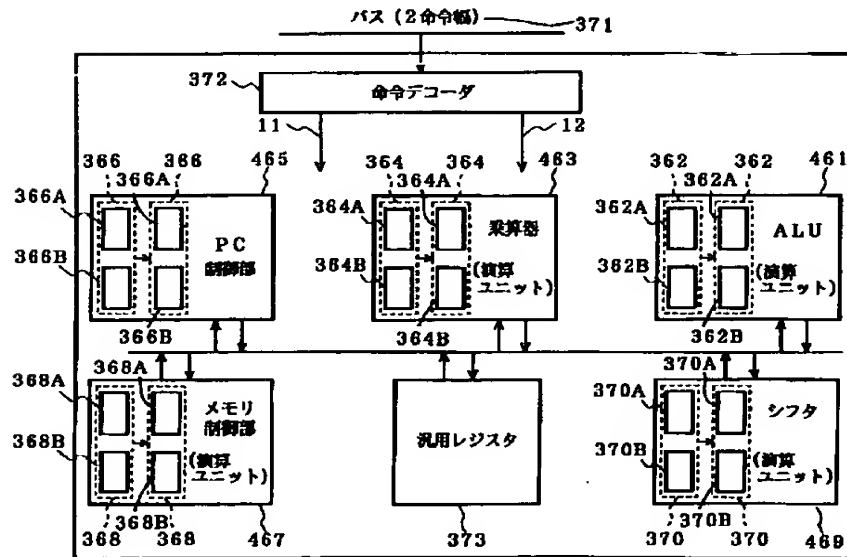 バス(2命令幅) 371
372
命令デコーダ
11 12
366 366 465 364 364 463 362 362 461
366A 366A 364A 364A 362A 362A
PC
制御部
366B 366B
乗算器
(演算
ユニット)
364B 364B
ALU
(演算
ユニット)
362B 362B
368A 368A
メモリ
制御部
(演算
ユニット)
368B 368B
368 368 467
汎用レジスタ
373
370A 370A
シフタ
(演算
ユニット)
370B 370B
370 370 469